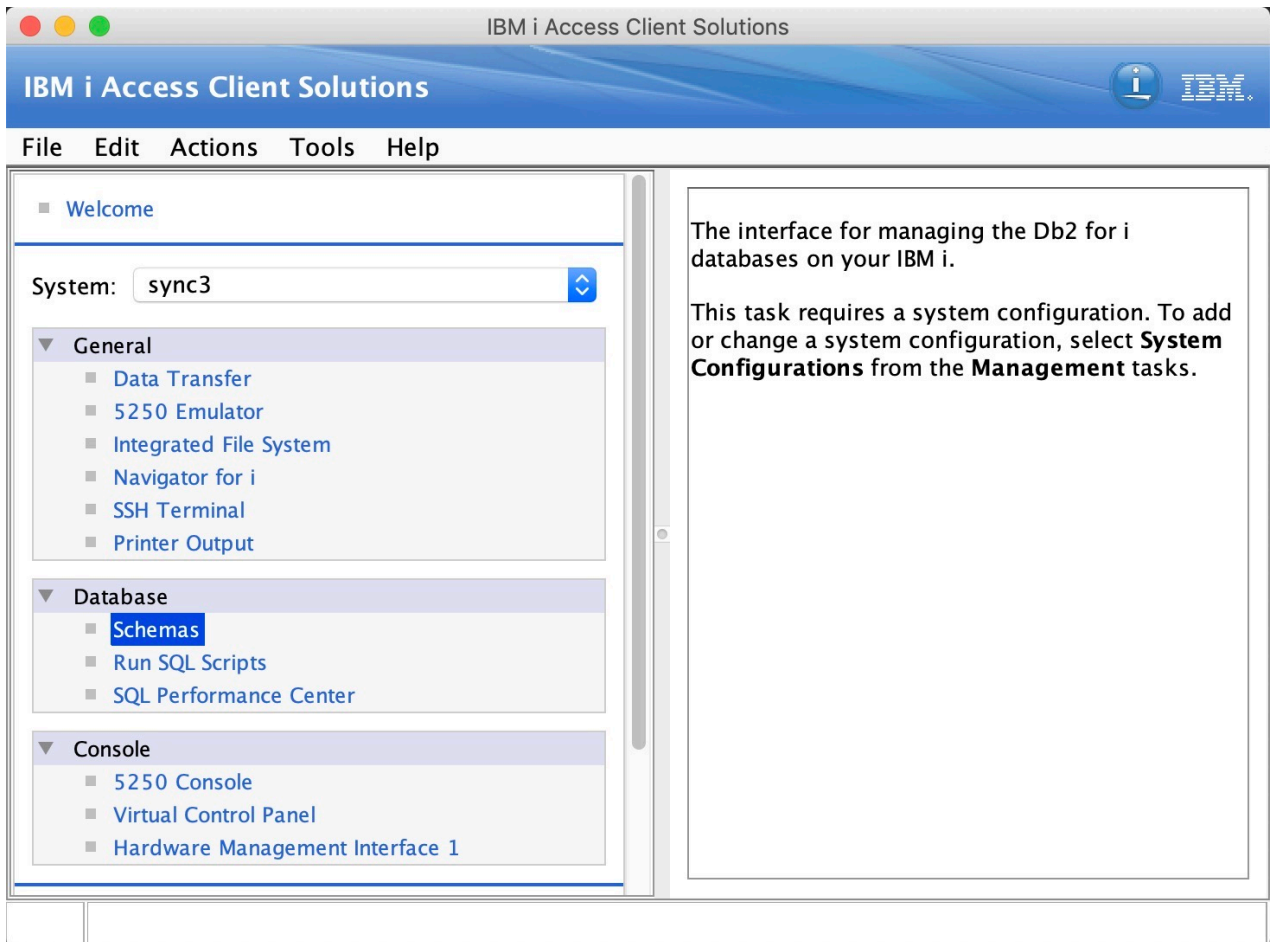 IBM i Access Client Solutions
IBM i Access Client Solutions
i
IBM.
File Edit Actions Tools Help
Welcome
System: sync3
General
Data Transfer
5250 Emulator
Integrated File System
Navigator for i
SSH Terminal
Printer Output
Database
Schemas
Run SQL Scripts
SQL Performance Center
Console
5250 Console
Virtual Control Panel
Hardware Management Interface 1
The interface for managing the Db2 for i
databases on your IBM i.
This task requires a system configuration. To add
or change a system configuration, select System
Configurations from the Management tasks.